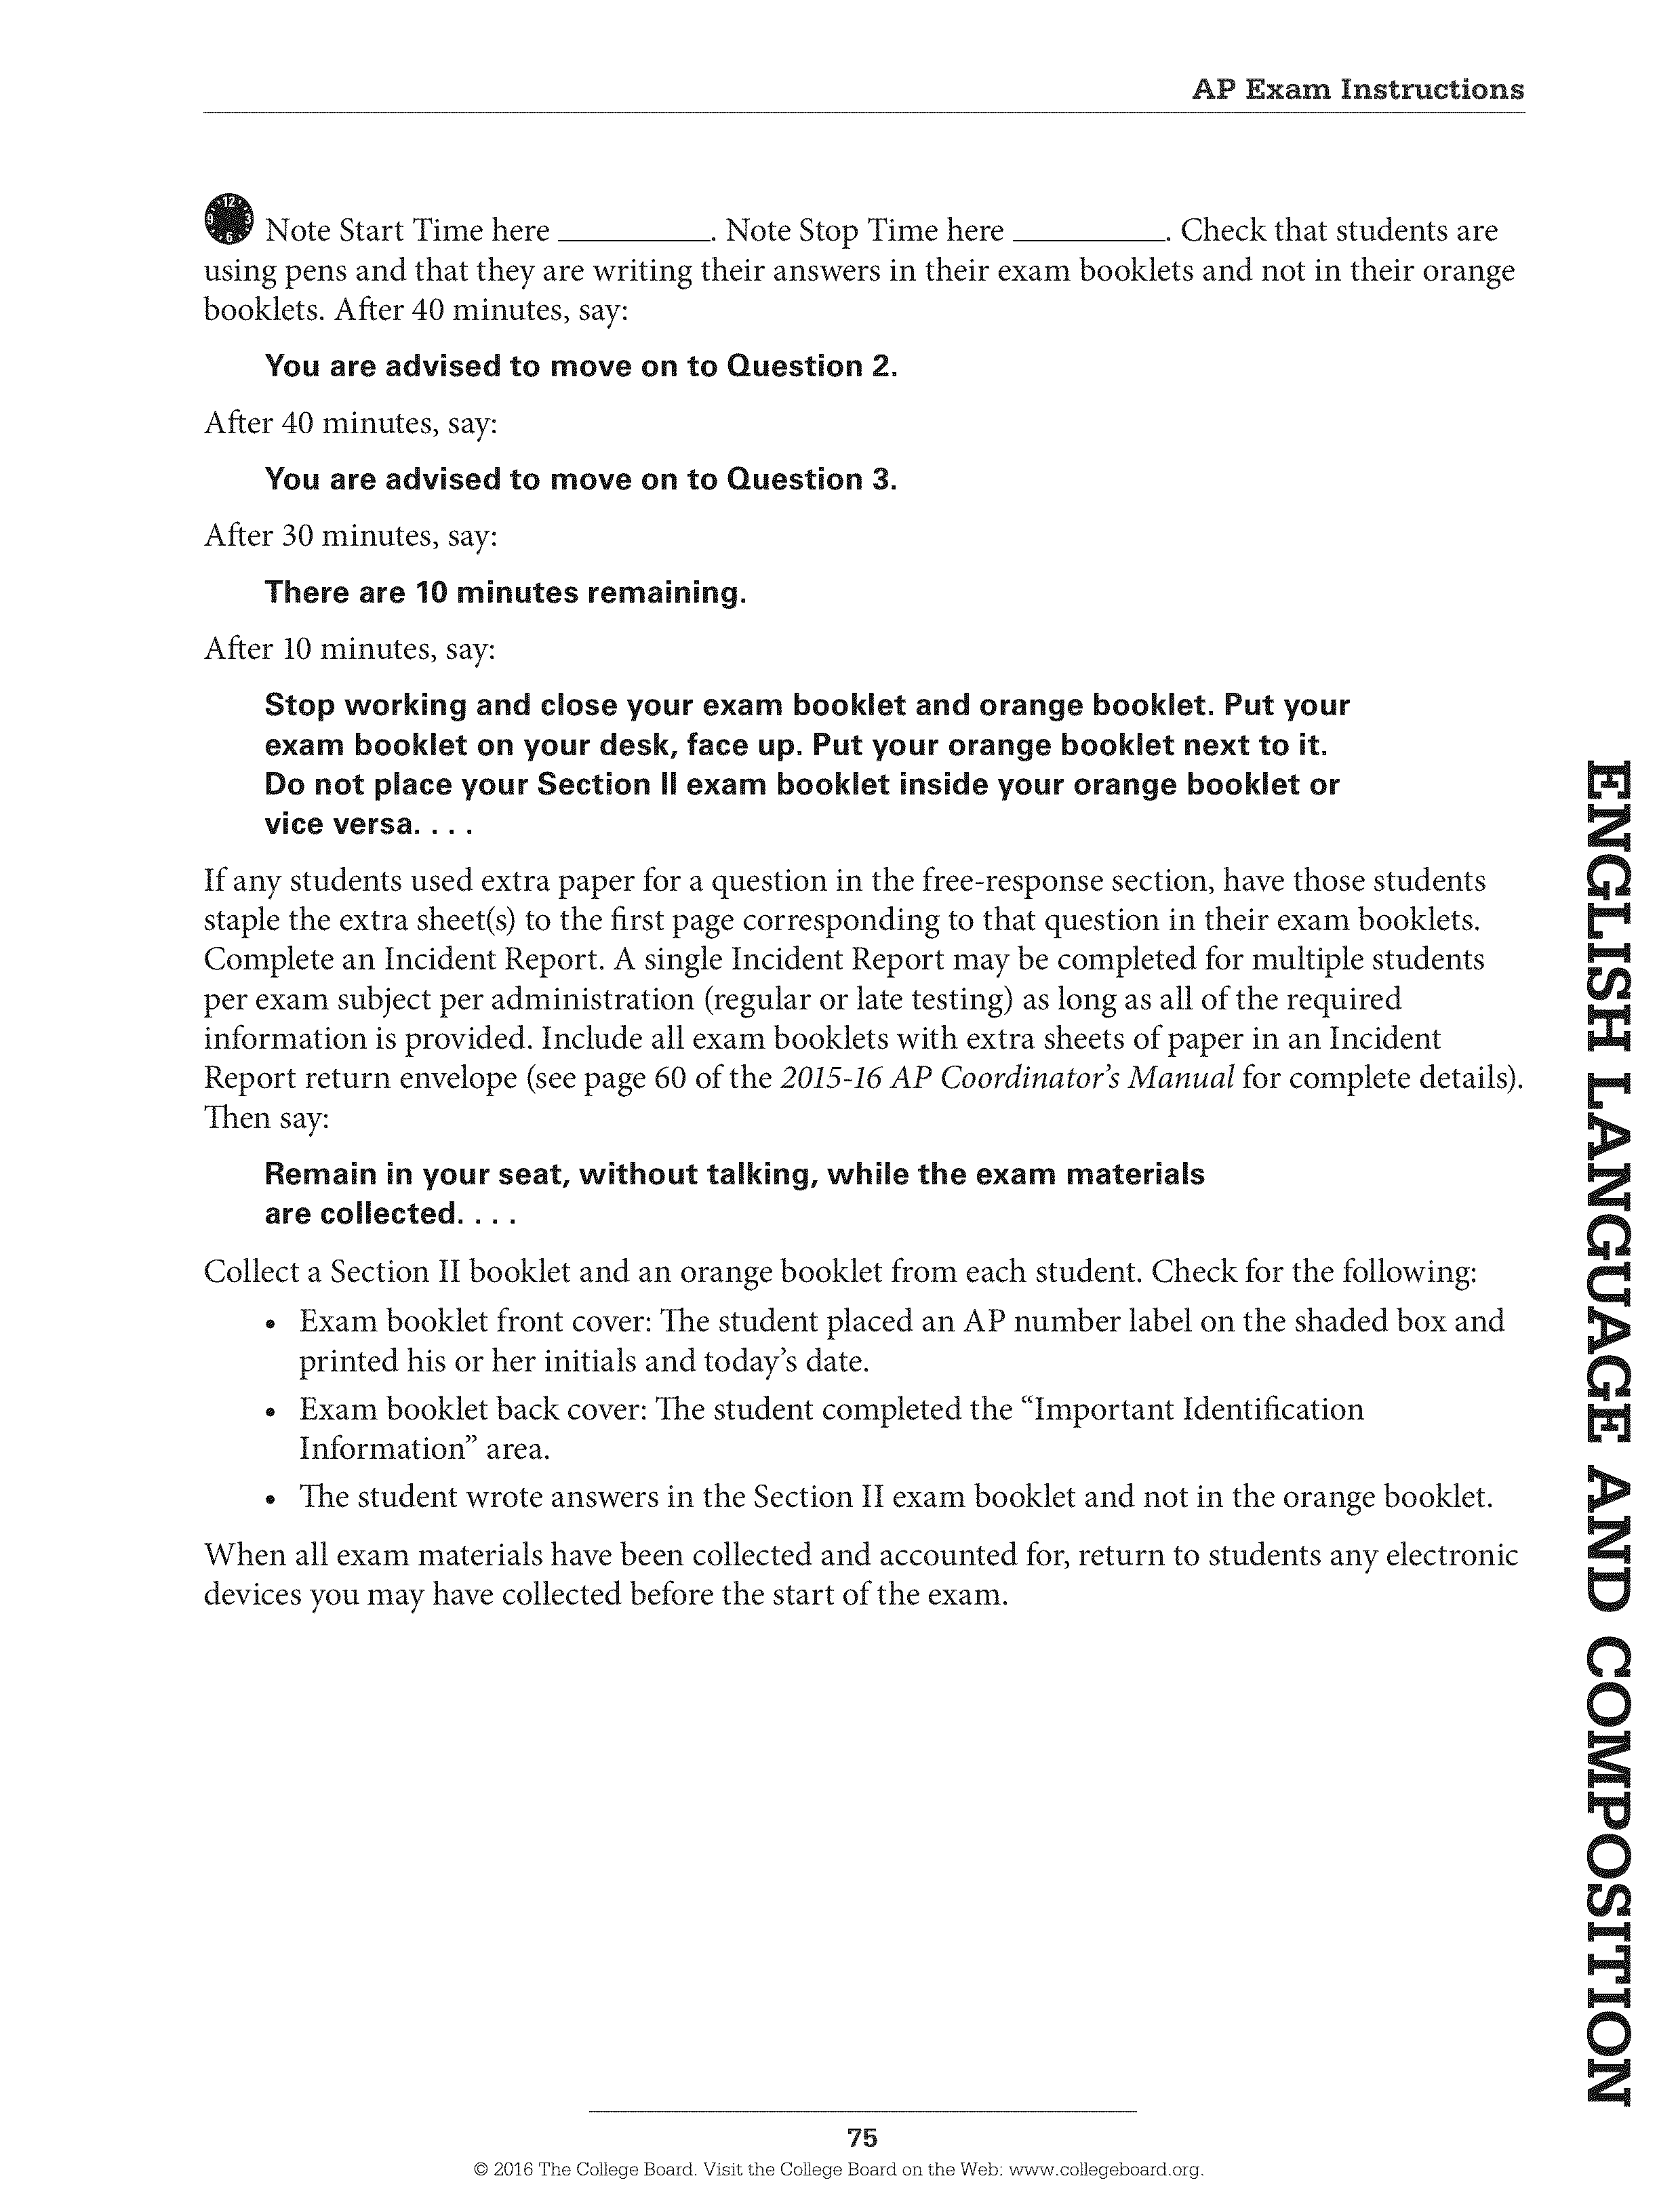 AP Exam Instructions
12
9 3
6
Note Start Time here __________. Note Stop Time here __________. Check that students are
using pens and that they are writing their answers in their exam booklets and not in their orange
booklets. After 40 minutes, say:
You are advised to move on to Question 2.
After 40 minutes, say:
You are advised to move on to Question 3.
After 30 minutes, say:
There are 10 minutes remaining.
After 10 minutes, say:
Stop working and close your exam booklet and orange booklet. Put your
exam booklet on your desk, face up. Put your orange booklet next to it.
Do not place your Section II exam booklet inside your orange booklet or
vice versa. . . .
If any students used extra paper for a question in the free-response section, have those students
staple the extra sheet(s) to the first page corresponding to that question in their exam booklets.
Complete an Incident Report. A single Incident Report may be completed for multiple students
per exam subject per administration (regular or late testing) as long as all of the required
information is provided. Include all exam booklets with extra sheets of paper in an Incident
Report return envelope (see page 60 of the 2015-16 AP Coordinator's Manual for complete details).
Then say:
Remain in your seat, without talking, while the exam materials
are collected. . . .
Collect a Section II booklet and an orange booklet from each student. Check for the following:
• Exam booklet front cover: The student placed an AP number label on the shaded box and
printed his or her initials and today's date.
• Exam booklet back cover: The student completed the “Important Identification
Information” area.
• The student wrote answers in the Section II exam booklet and not in the orange booklet.
When all exam materials have been collected and accounted for, return to students any electronic
devices you may have collected before the start of the exam.
ENGLISH LANGUAGE AND COMPOSITION
75
© 2016 The College Board. Visit the College Board on the Web: www.collegeboard.org.